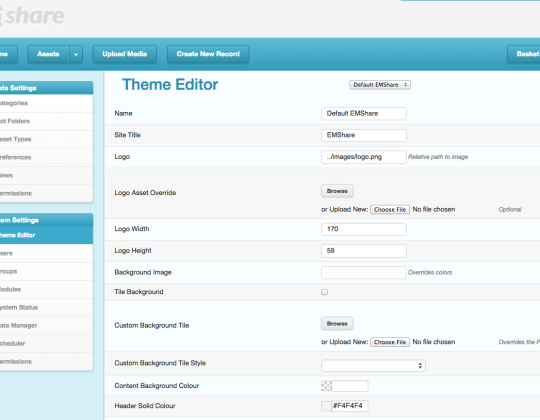 share
Assets
Upload Media
Create New Record
Basket
Settings
Theme Editor
Default EMShare
Name
Default EMShare
Site Title
EMShare
Logo
../images/logo.png
Relative path to image
Logo Asset Override
Browse
or Upload New: Choose File No file chosen
Optional
Logo Width
170
Logo Height
59
Background Image
Overrides colors
Tile Background
Custom Background Tile
Browse
or Upload New: Choose File No file chosen
Overrides the
Custom Background Tile Style
Content Background Colour
Header Solid Colour
#F4F4F4
ategories
ot Folders
sset Types
references
iews
ermissions
em Settings
heme Editor
sers
roups
odules
ystem Status
ata Manager
cheduler
ermissions